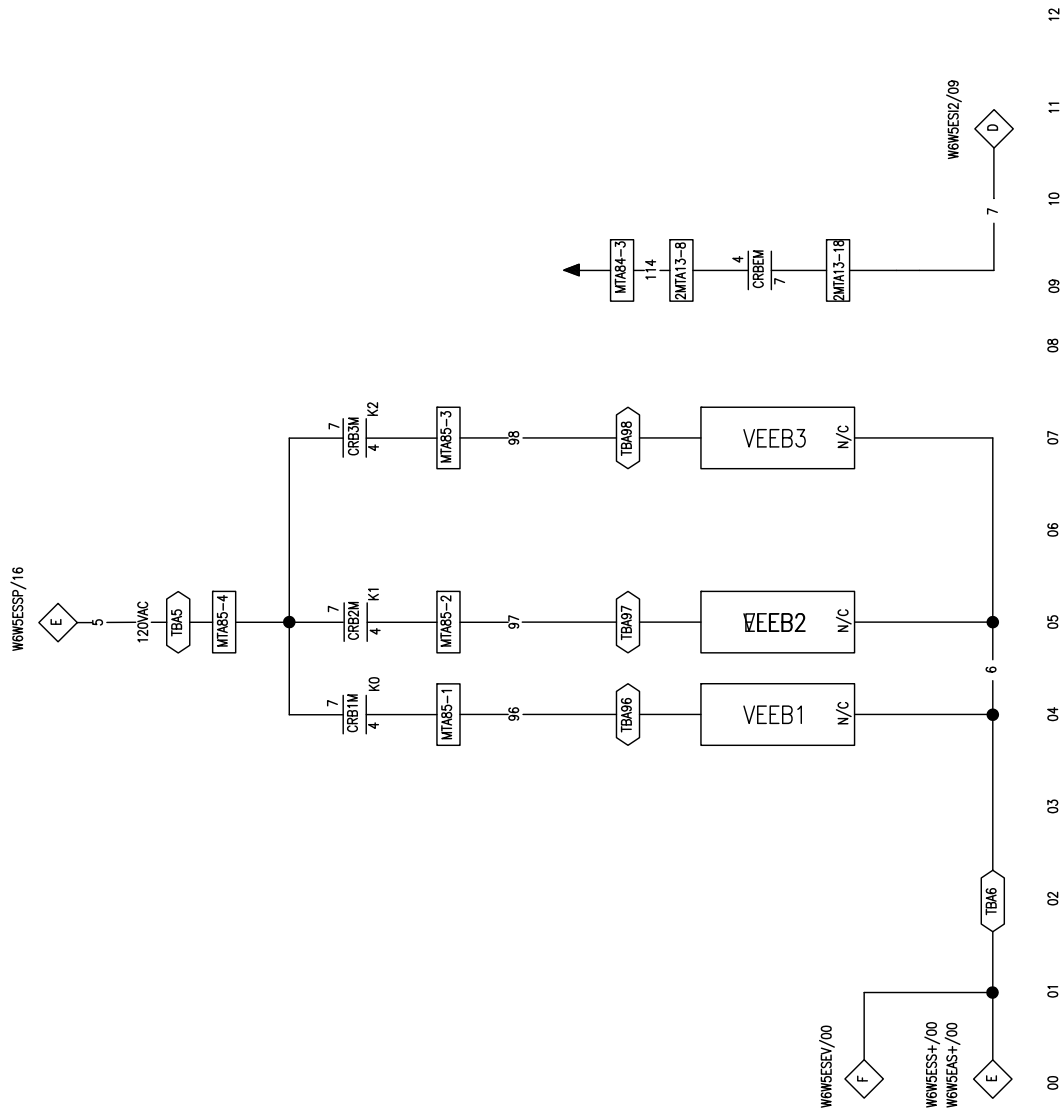 W6W5ESSP/16
E
5
120VAC
TBA5
MTA85-4
7
CRB1M
4
K0
MTA85-1
96
TBA96
VEEB1
N/C
7
CRB2M
4
K1
MTA85-2
97
TBA97
VEEB2
N/C
7
CRB3M
4
K2
MTA85-3
98
TBA98
VEEB3
N/C
6
TBA6
W6W5ESEV/00
F
W6W5ESS+/00
W6W5EAS+/00
E
MTA84-3
114
2MTA13-8
4
CRBEM
7
2MTA13-18
7
W6W5ESI2/09
D
00
01
02
03
04
05
06
07
08
09
10
11
12